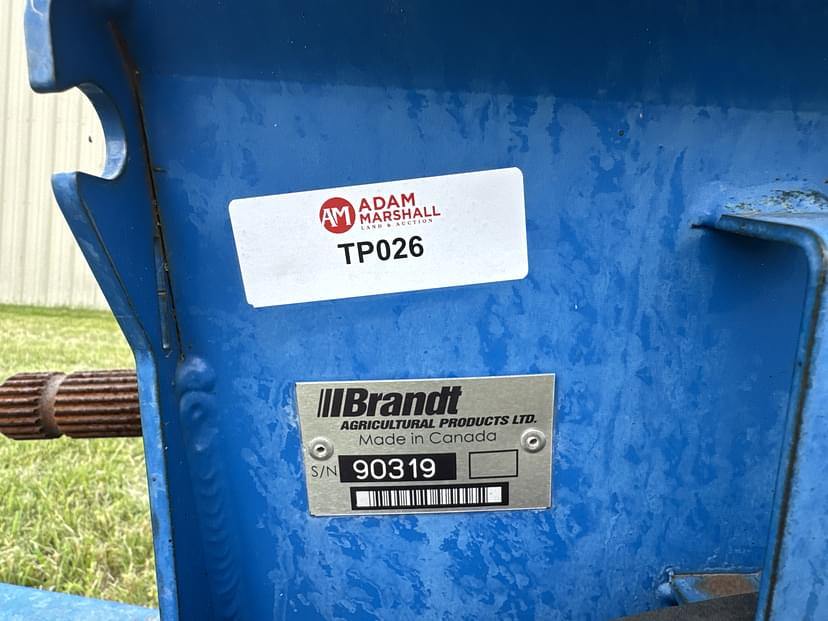 AM ADAM
MARSHALL
LAND & AUCTION
TP026
Brandt
AGRICULTURAL PRODUCTS LTD.
Made in Canada
S/N 90319